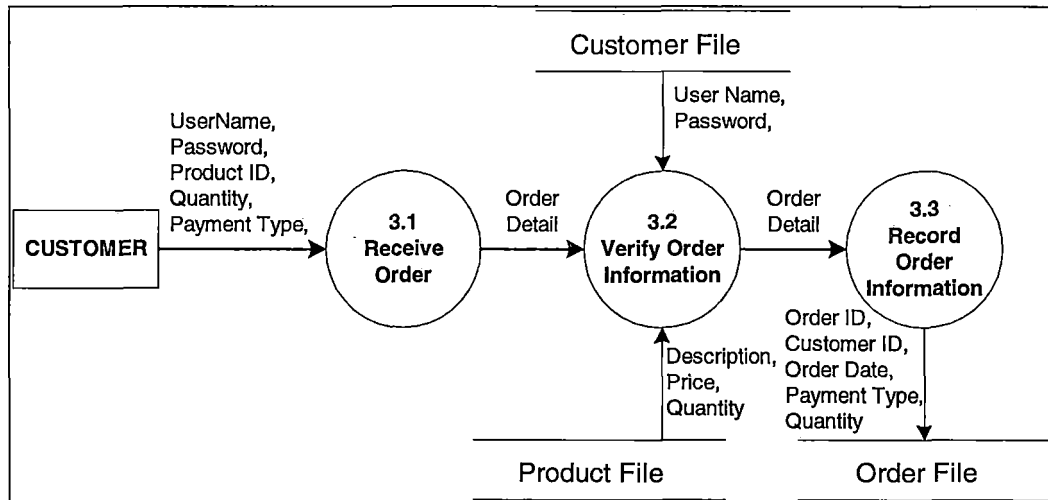 Customer File
User Name,
Password,
UserName,
Password,
Product ID,
Quantity,
Payment Type,
CUSTOMER
3.1
Receive
Order
Order
Detail
3.2
Verify Order
Information
Order
Detail
3.3
Record
Order
Information
Description,
Price,
Quantity
Order ID,
Customer ID,
Order Date,
Payment Type,
Quantity
Product File
Order File